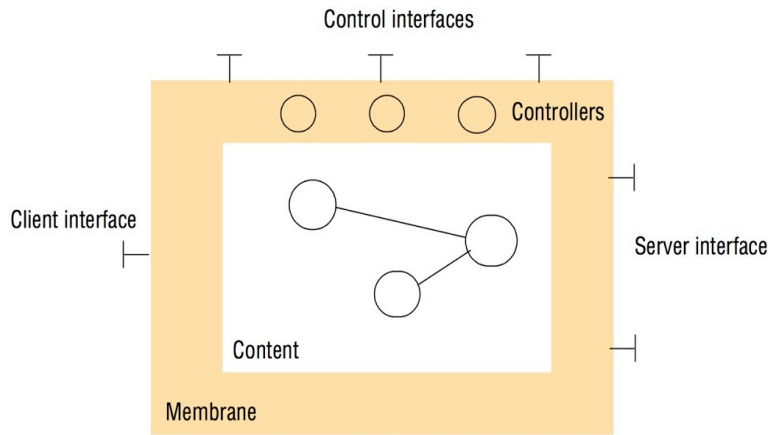 Control interfaces
Controllers
Client interface
Server interface
Content
Membrane